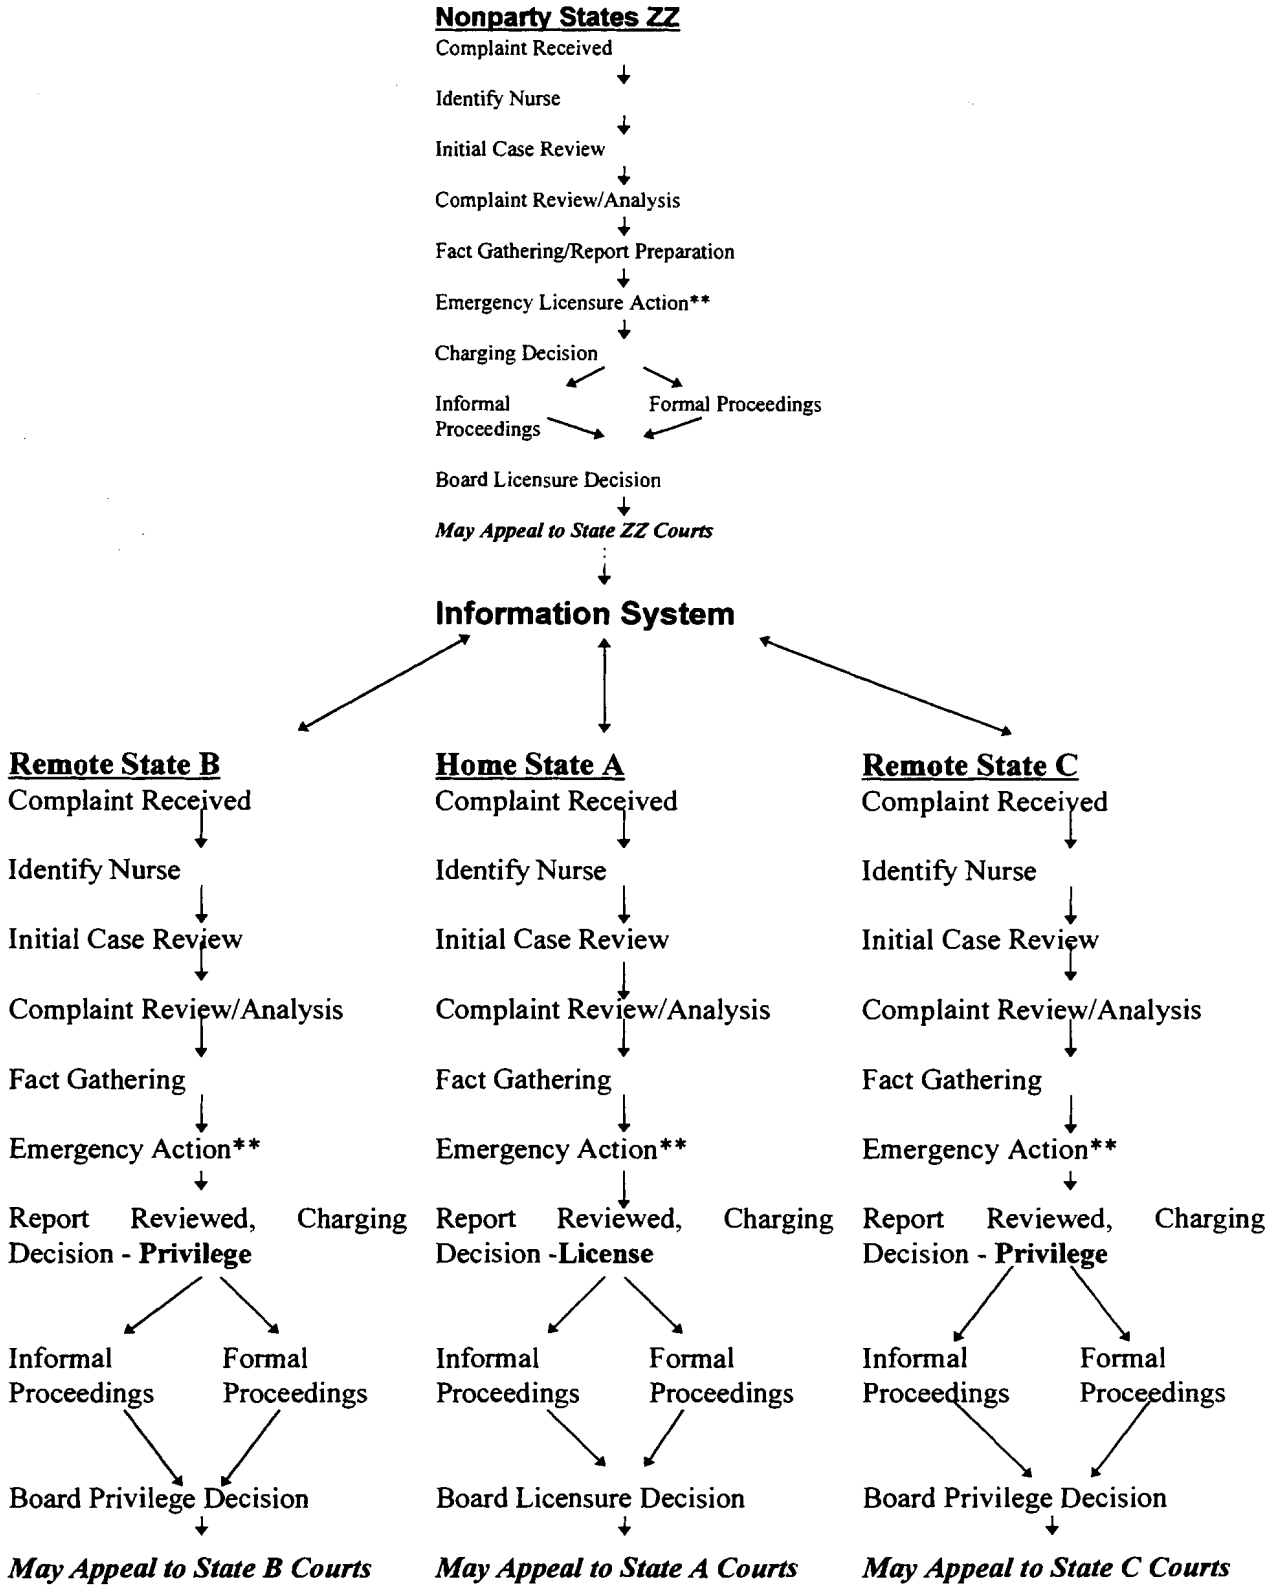 Nonparty States ZZ
Complaint Received
Identify Nurse
Initial Case Review
Complaint Review/Analysis
Fact Gathering/Report Preparation
Emergency Licensure Action**
Charging Decision
Informal
Proceedings
Formal Proceedings
Board Licensure Decision
May Appeal to State ZZ Courts
Information System
Remote State B
Complaint Received
Identify Nurse
Initial Case Review
Complaint Review/Analysis
Fact Gathering
Emergency Action**
Report Reviewed, Charging
Decision - Privilege
Informal
Proceedings
Formal
Proceedings
Board Privilege Decision
May Appeal to State B Courts
Home State A
Complaint Received
Identify Nurse
Initial Case Review
Complaint Review/Analysis
Fact Gathering
Emergency Action**
Report Reviewed, Charging
Decision -License
Informal
Proceedings
Formal
Proceedings
Board Licensure Decision
May Appeal to State A Courts
Remote State C
Complaint Received
Identify Nurse
Initial Case Review
Complaint Review/Analysis
Fact Gathering
Emergency Action**
Report Reviewed, Charging
Decision - Privilege
Informal
Proceedings
Formal
Proceedings
Board Privilege Decision
May Appeal to State C Courts